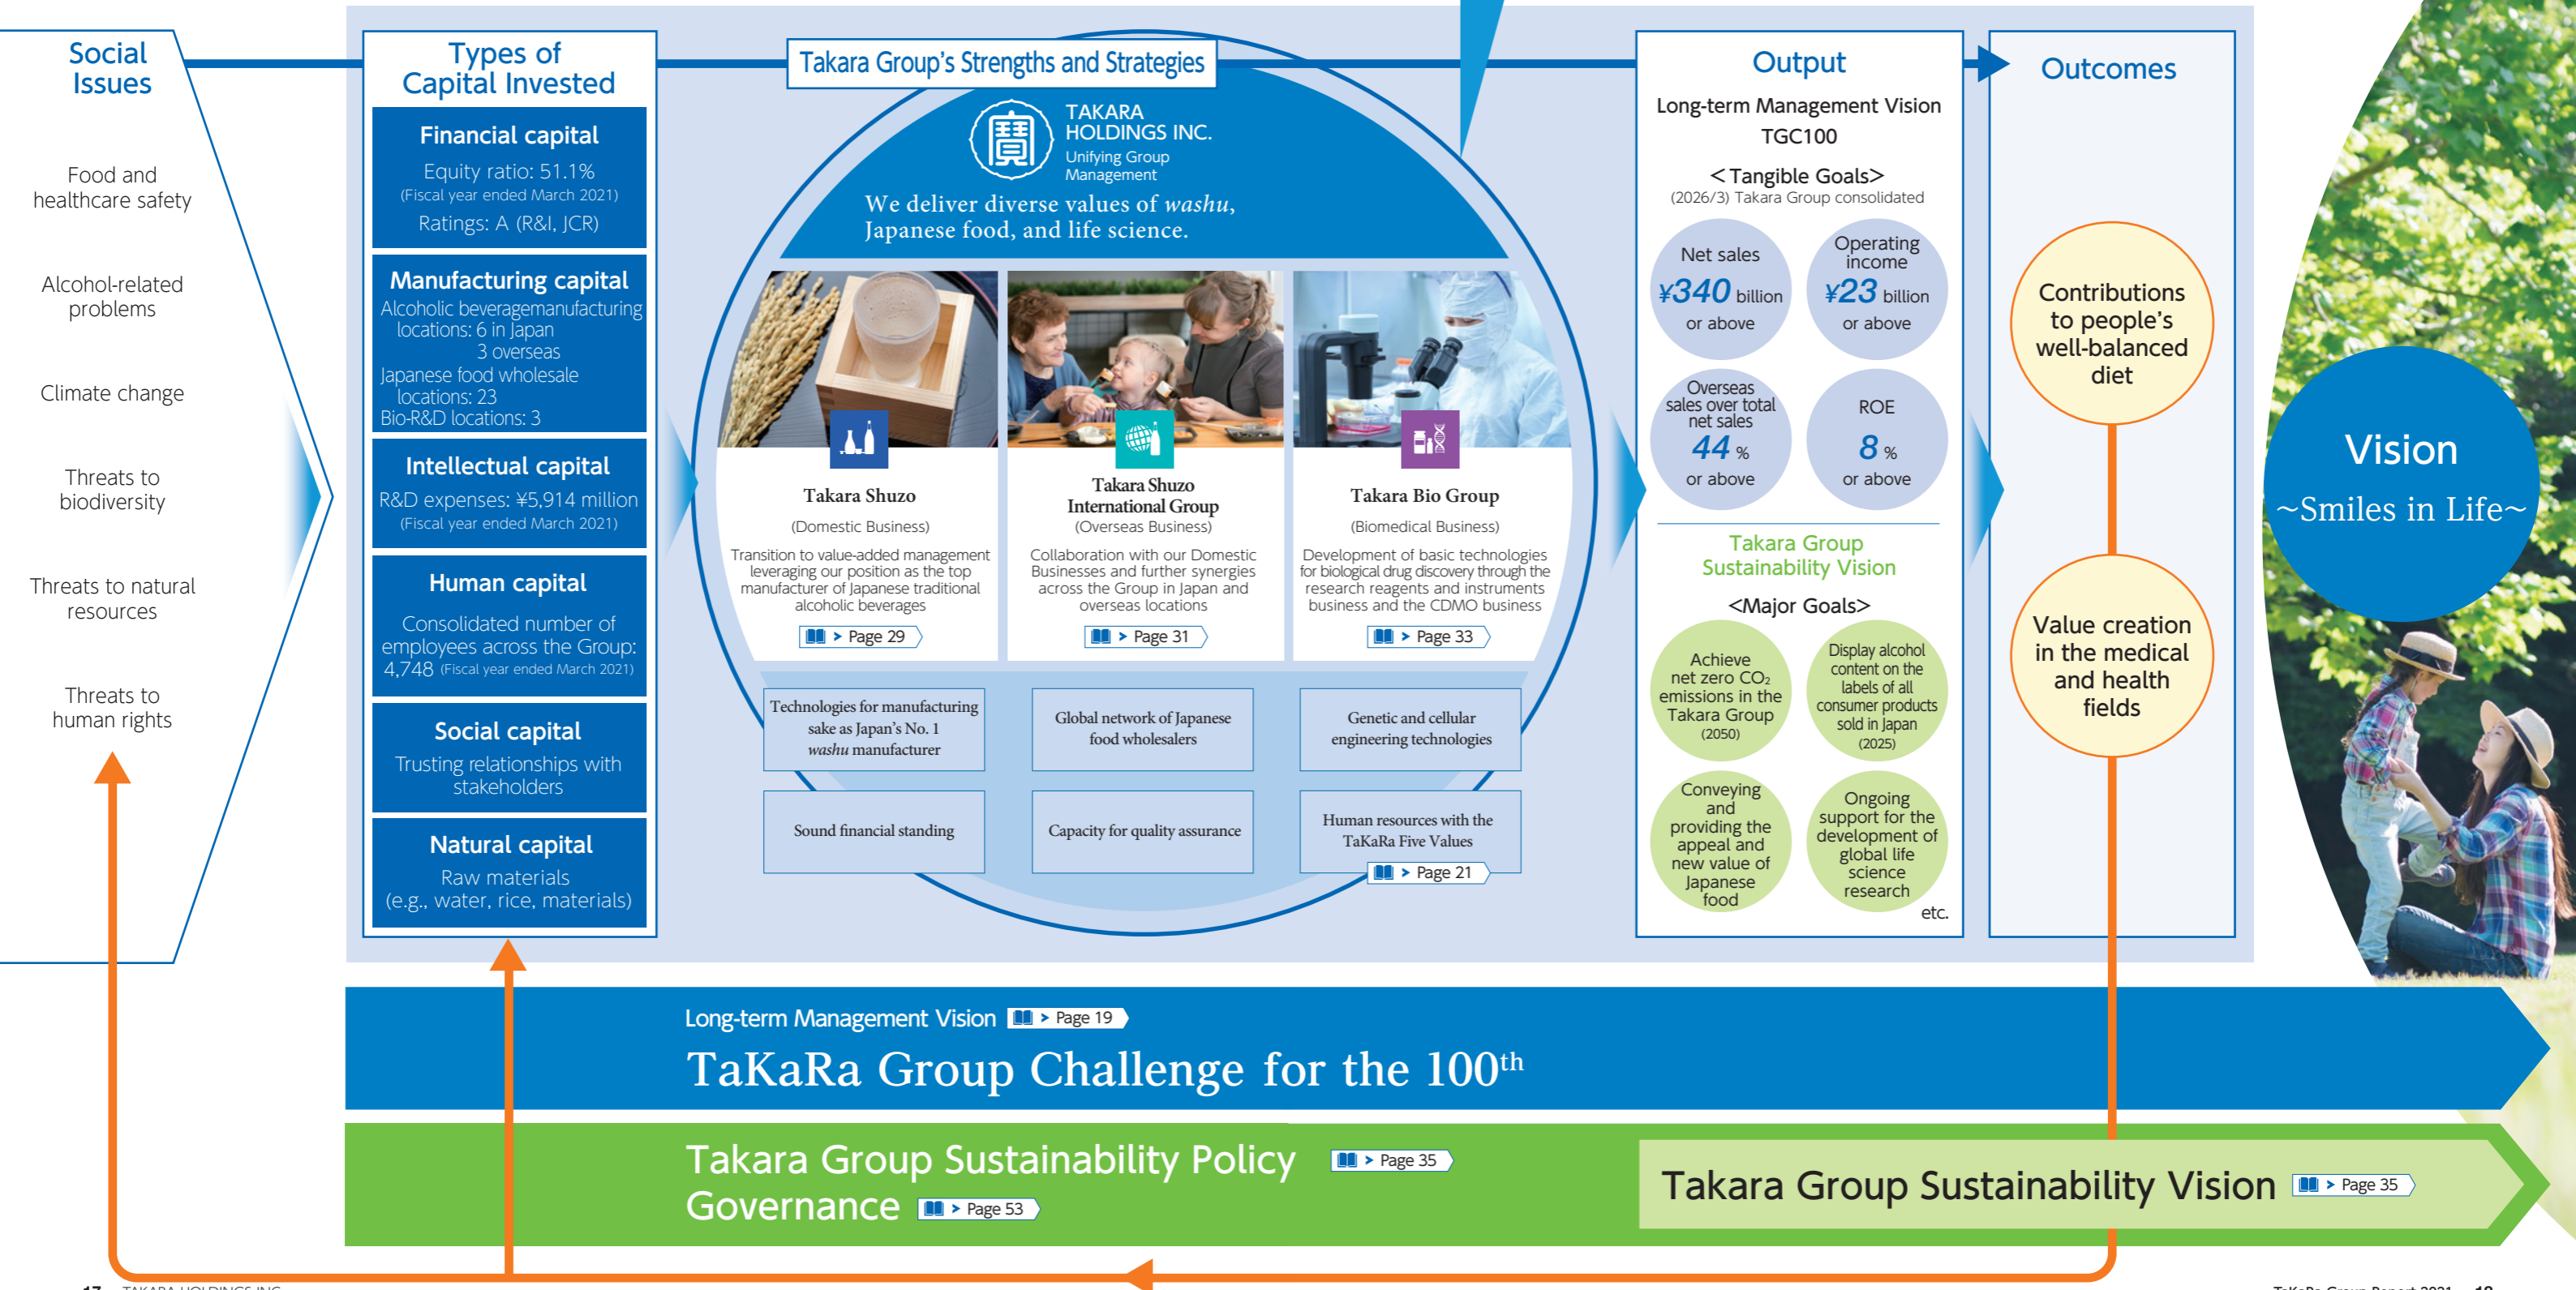 Social
Issues
Food and
healthcare safety
Alcohol-related
problems
Climate change
Threats to
biodiversity
Threats to natural
resources
Threats to
human rights
Types of
Capital Invested
Financial capital
Equity ratio: 51.1%
(Fiscal year ended March 2021)
Ratings: A (R&I, JCR)
Manufacturing capital
Alcoholic beveragemanufacturing
locations: 6 in Japan
3 overseas
Japanese food wholesale
locations: 23
Bio-R&D locations: 3
Intellectual capital
R&D expenses: ¥5,914 million
(Fiscal year ended March 2021)
Human capital
Consolidated number of
employees across the Group:
4,748 (Fiscal year ended March 2021)
Social capital
Trusting relationships with
stakeholders
Natural capital
Raw materials
(e.g., water, rice, materials)
Takara Group's Strengths and Strategies
寳
TAKARA
HOLDINGS INC.
Unifying Group
Management
We deliver diverse values of washu,
Japanese food, and life science.
Takara Shuzo
(Domestic Business)
Transition to value-added management
leveraging our position as the top
manufacturer of Japanese traditional
alcoholic beverages
> Page 29
Takara Shuzo
International Group
(Overseas Business)
Collaboration with our Domestic
Businesses and further synergies
across the Group in Japan and
overseas locations
> Page 31
Takara Bio Group
(Biomedical Business)
Development of basic technologies
for biological drug discovery through the
research reagents and instruments
business and the CDMO business
> Page 33
Technologies for manufacturing
sake as Japan's No. 1
washu manufacturer
Global network of Japanese
food wholesalers
Genetic and cellular
engineering technologies
Sound financial standing
Capacity for quality assurance
Human resources with the
TaKaRa Five Values
> Page 21
Output
Long-term Management Vision
TGC100
<Tangible Goals>
(2026/3) Takara Group consolidated
Net sales
¥340 billion
or above
Operating
income
¥23 billion
or above
Overseas
sales over total
net sales
44 %
or above
ROE
8 %
or above
Takara Group
Sustainability Vision
<Major Goals>
Achieve
net zero CO₂
emissions in the
Takara Group
(2050)
Display alcohol
content on the
labels of all
consumer products
sold in Japan
(2025)
Conveying
and
providing the
appeal and
new value of
Japanese
food
Ongoing
support for the
development of
global life
science
research
etc.
Outcomes
Contributions
to people's
well-balanced
diet
Value creation
in the medical
and health
fields
Vision
~Smiles in Life~
Long-term Management Vision > Page 19
TaKaRa Group Challenge for the 100th
Takara Group Sustainability Policy > Page 35
Governance > Page 53
Takara Group Sustainability Vision > Page 35
17 TAKARA HOLDINGS INC.
TaKaRa Group Report 2021 18